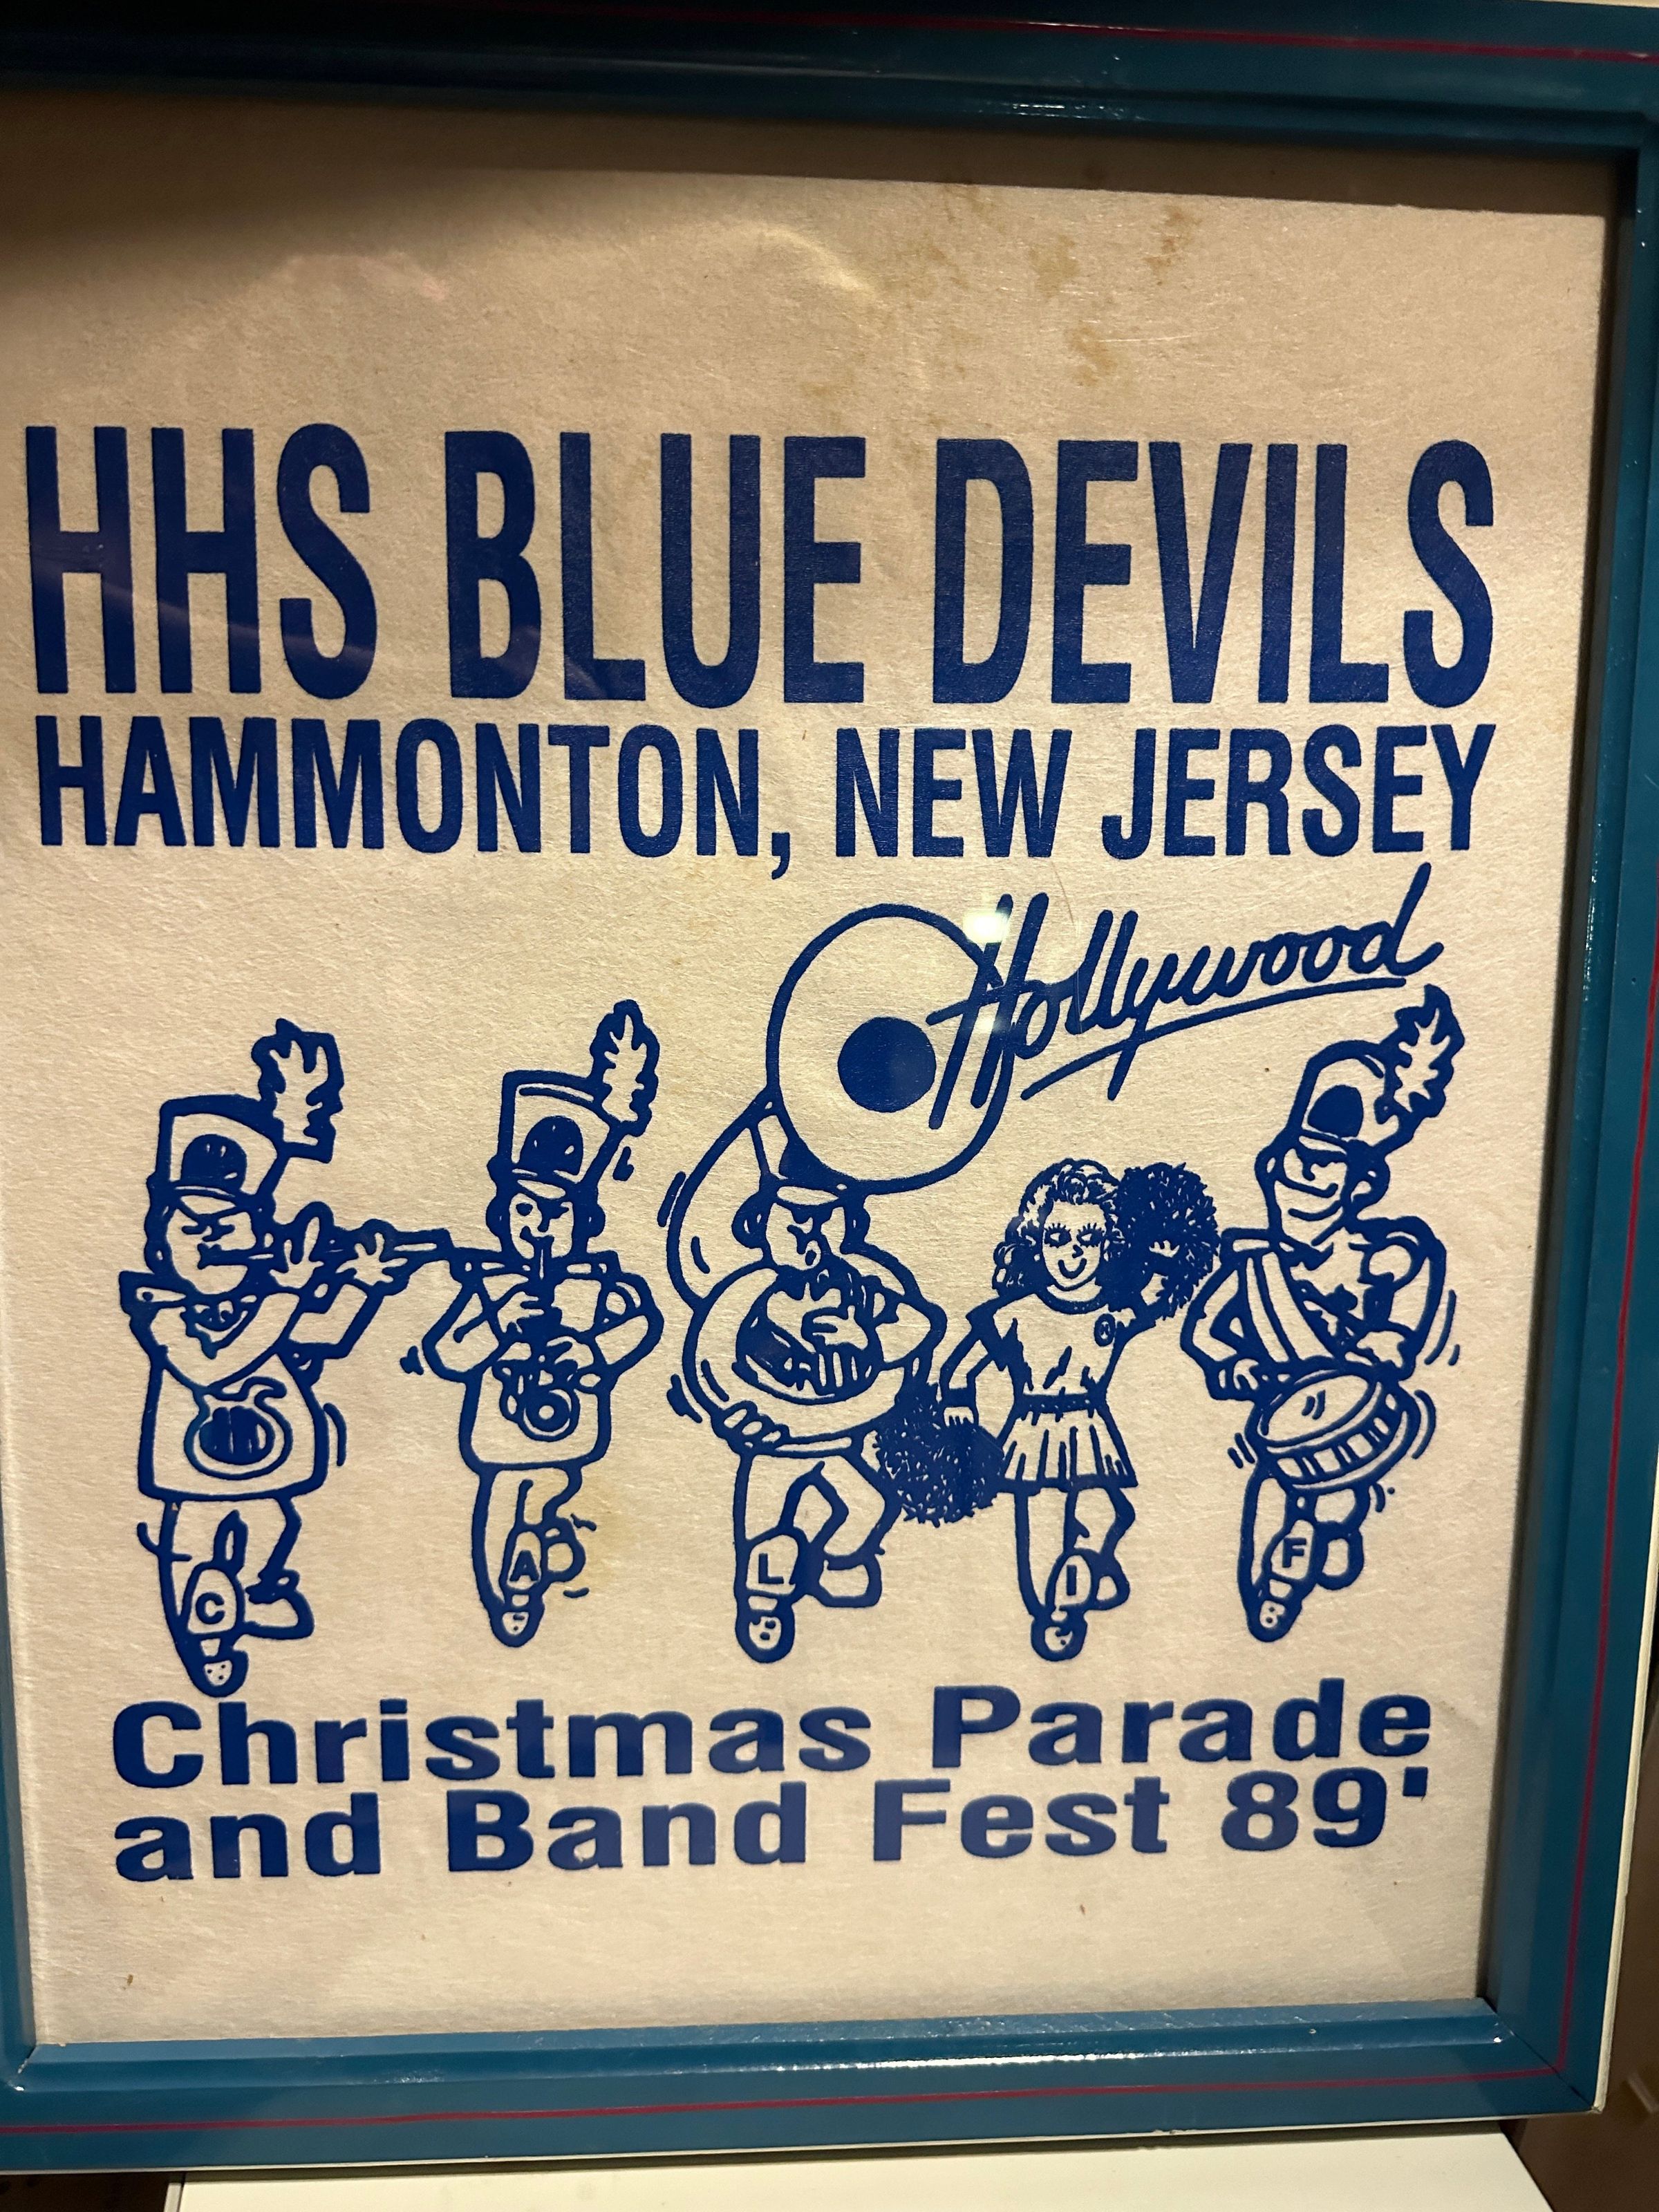 HHS BLUE DEVILS
HAMMONTON, NEW JERSEY
Hollywood
C A L I F
Christmas Parade
and Band Fest 89'